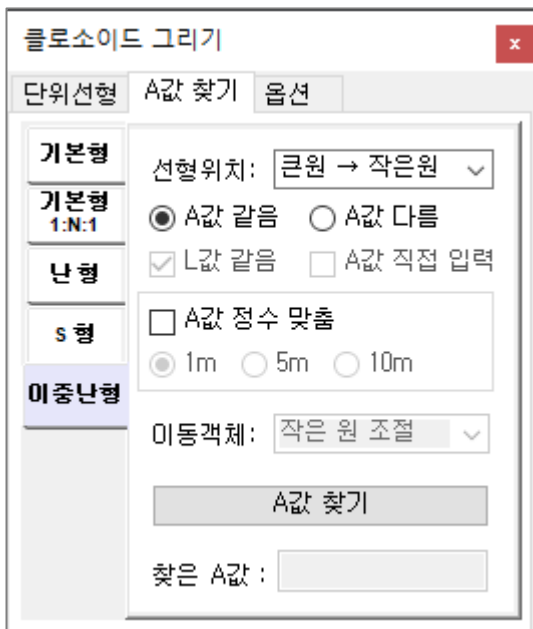 클로소이드 그리기
x
단위선형 A값 찾기 옵션
기본형
기본형
1:N:1
난 형
S 형
이중난형
선형위치: 큰원 → 작은원
A값 같음 A값 다름
L값 같음 A값 직접 입력
A값 정수 맞춤
1m 5m 10m
이동객체: 작은 원 조절
A값 찾기
찾은 A값 :